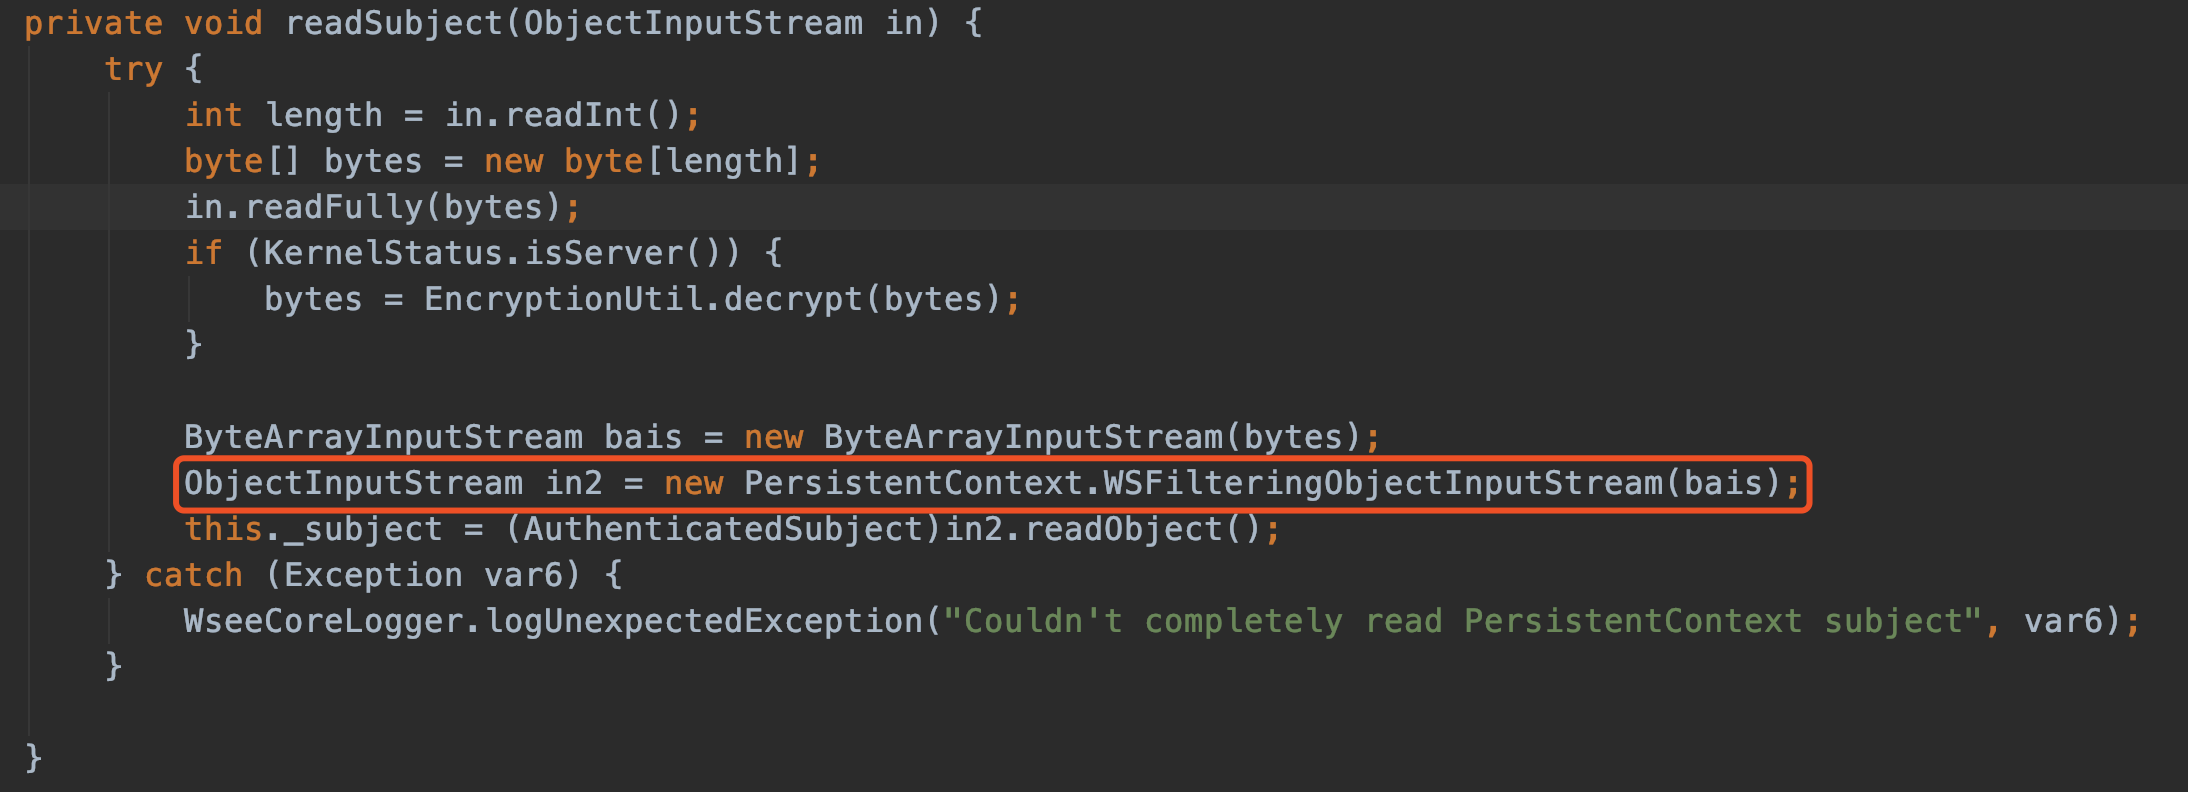 private void readSubject(ObjectInputStream in) {
try {
int length = in.readInt();
byte[] bytes = new byte[length];
in.readFully(bytes);
if (KernelStatus.isServer()) {
bytes = EncryptionUtil.decrypt(bytes);
}
ByteArrayInputStream bais = new ByteArrayInputStream(bytes);
ObjectInputStream in2 = new PersistentContext.WSFilteringObjectInputStream(bais);
this._subject = (AuthenticatedSubject)in2.readObject();
} catch (Exception var6) {
WseeCoreLogger.logUnexpectedException("Couldn't completely read PersistentContext subject", var6);
}
}